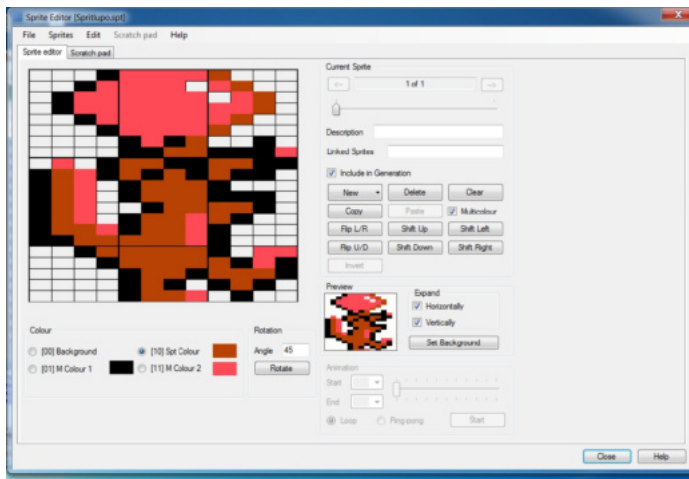 Sprite Editor [Spritlupo.spt]
File Sprites Edit Scratch pad Help
Sprite editor Scratch pad
Current Sprite
<-- 1 of 1 -->
Description
Linked Sprites
Include in Generation
New Delete Clear
Copy Paste Multicolour
Flip L/R Shift Up Shift Left
Flip U/D Shift Down Shift Right
Invert
Preview
Expand
Horizontally
Vertically
Set Background
Colour
[00] Background [10] Spt Colour
[01] M Colour 1 [11] M Colour 2
Rotation
Angle 45
Rotate
Animation
Start
End
Loop Ping-pong Start
Close Help